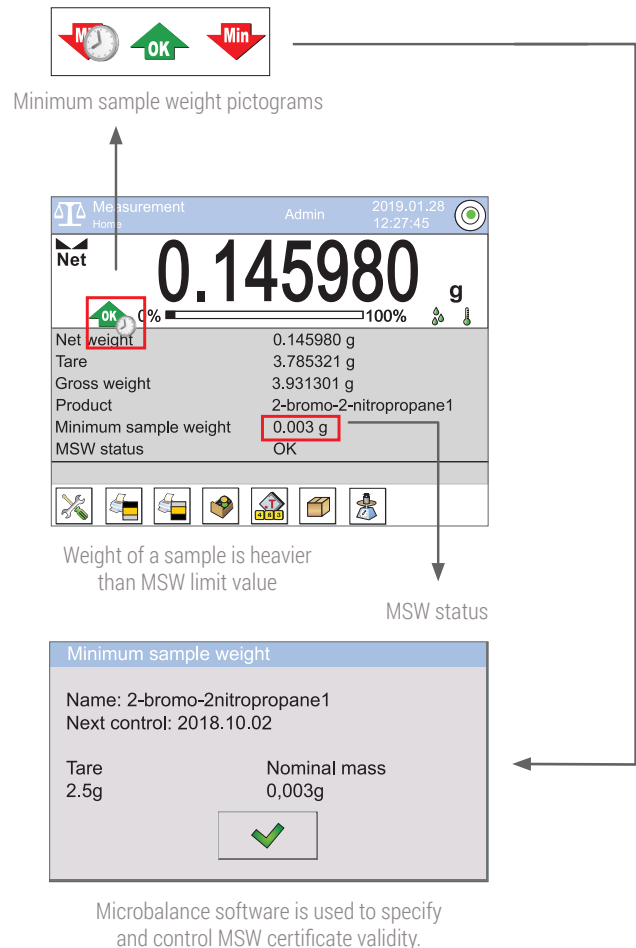 Mi OK Min
Minimum sample weight pictograms
Measurement Admin 2019.01.28
Home 12:27:45
Net 0.145980 g
OK 0% 100%
Net weight 0.145980 g
Tare 3.785321 g
Gross weight 3.931301 g
Product 2-bromo-2-nitropropane1
Minimum sample weight 0.003 g
MSW status OK
.T
4 8 3
Weight of a sample is heavier
than MSW limit value
MSW status
Minimum sample weight
Name: 2-bromo-2nitropropane1
Next control: 2018.10.02
Tare Nominal mass
2.5g 0,003g
Microbalance software is used to specify
and control MSW certificate validity.